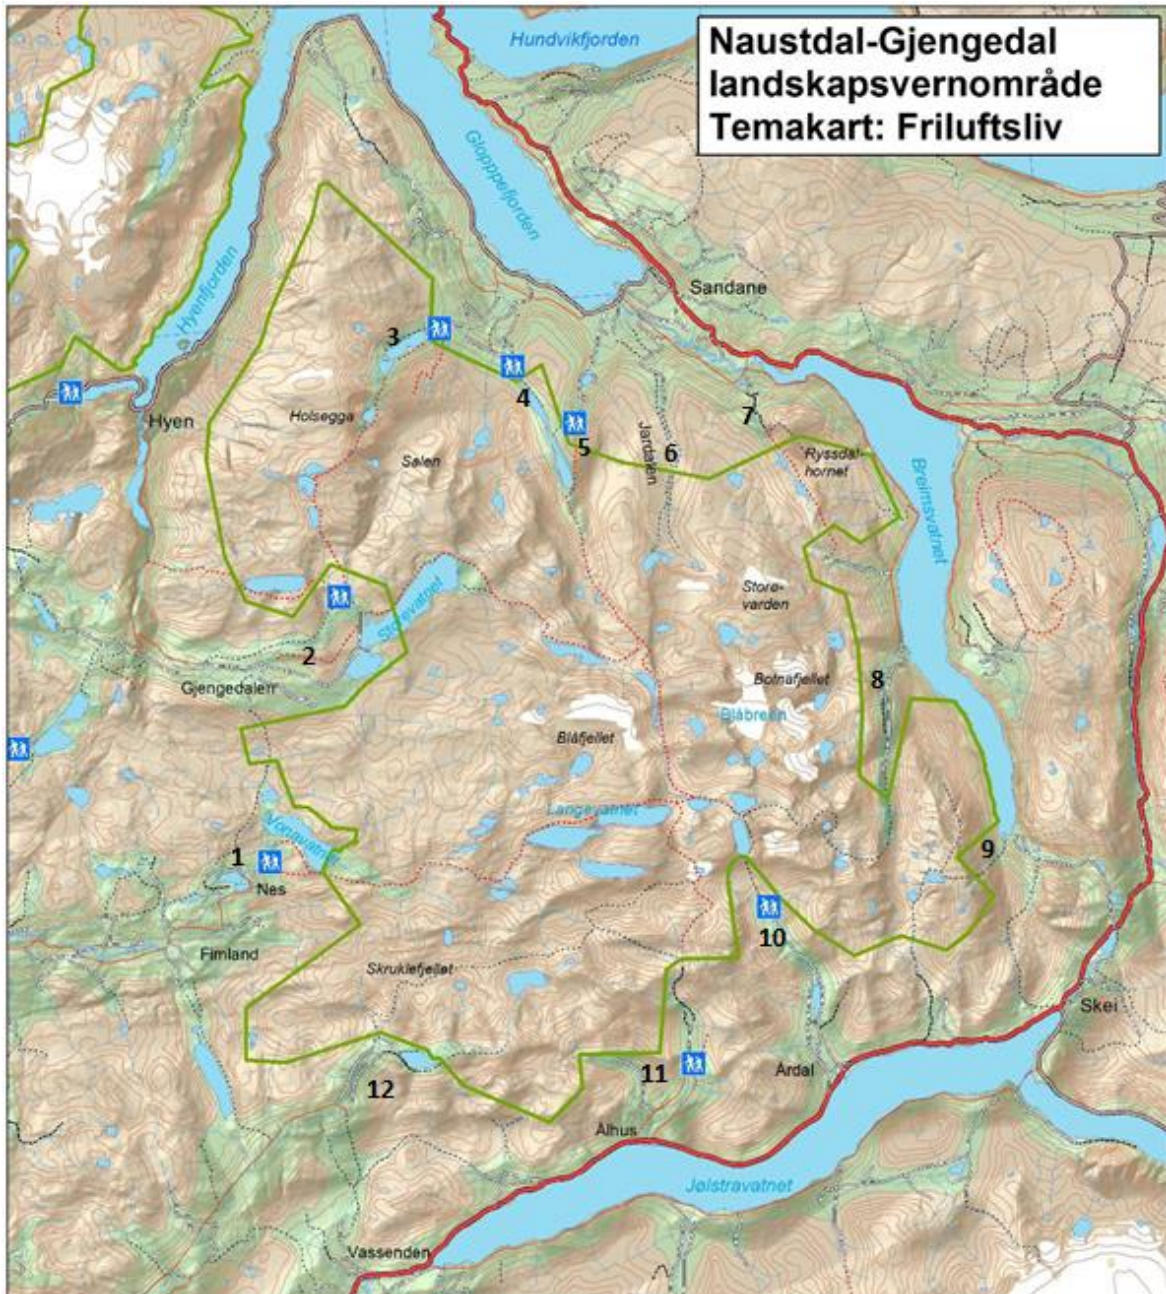 Naustdal-Gjengedal
landskapsvernområde
Temakart: Friluftsliv
Hundvikfjorden
Gloppefjorden
Hyenfjorden
Sandane
3
4
Hyen
Holsegga
7
5
Jardalen
6
Ryssdal-
hornet
Salen
Breimsvatnet
Storø-
varden
Storevatnet
2
Gjengedalen
Botnafjellet
8
Blåbreen
Blåfjellet
Langevatnet
Vonavatnet
1
Nes
9
10
Fimland
Skruklefjellet
Skei
12
11
Årdal
Ålhus
Jølstravatnet
Vassenden